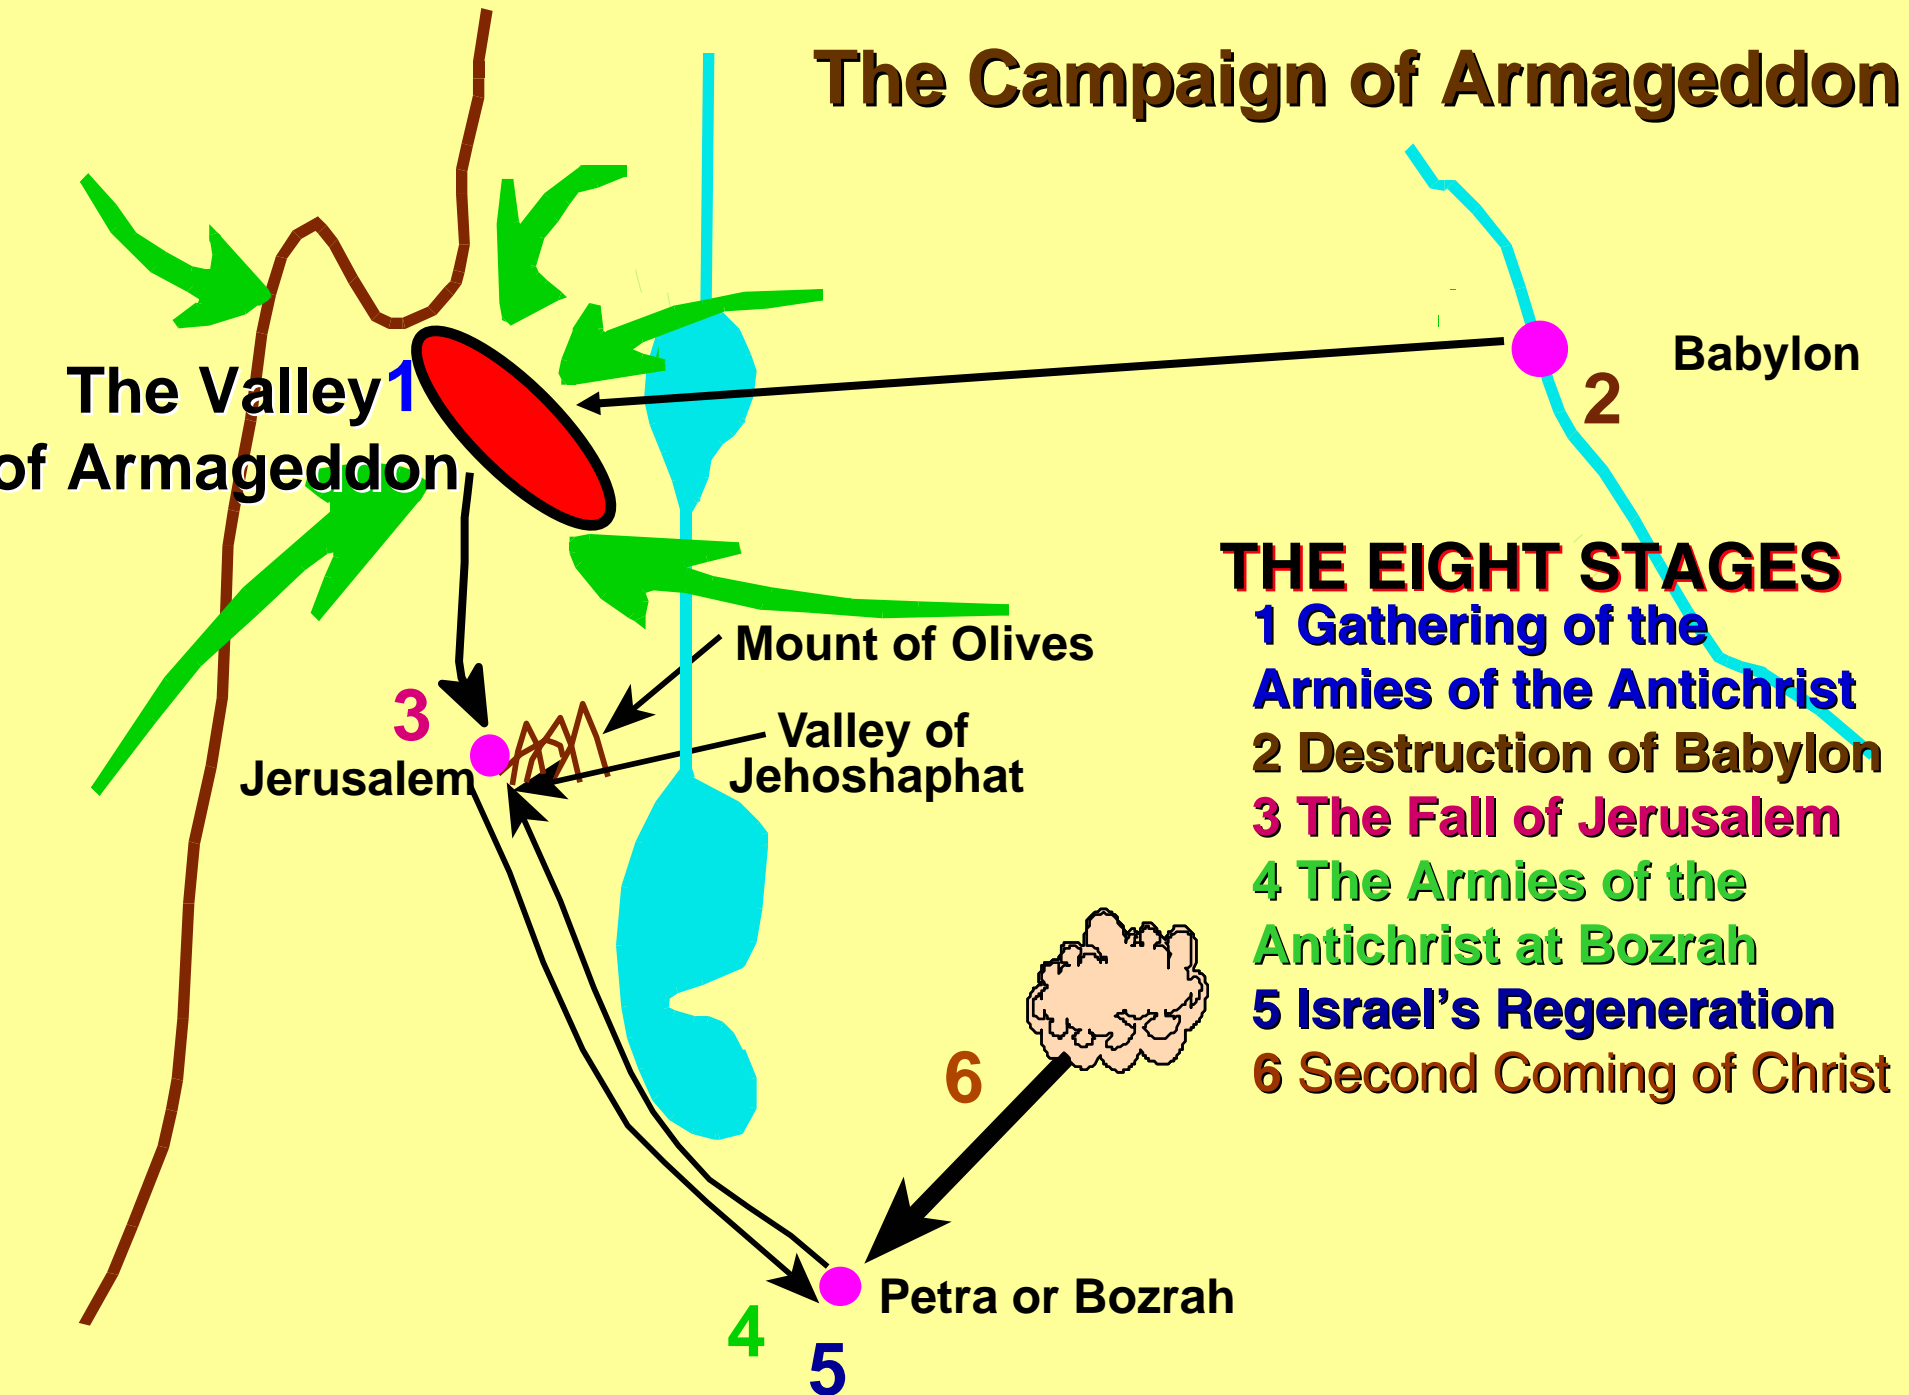 The Campaign of Armageddon
Babylon
2
The Valley 1
of Armageddon
THE EIGHT STAGES
1 Gathering of the
Armies of the Antichrist
2 Destruction of Babylon
3 The Fall of Jerusalem
4 The Armies of the
Antichrist at Bozrah
5 Israel’s Regeneration
6 Second Coming of Christ
Mount of Olives
3
Valley of
Jehoshaphat
Jerusalem
6
Petra or Bozrah
4
5